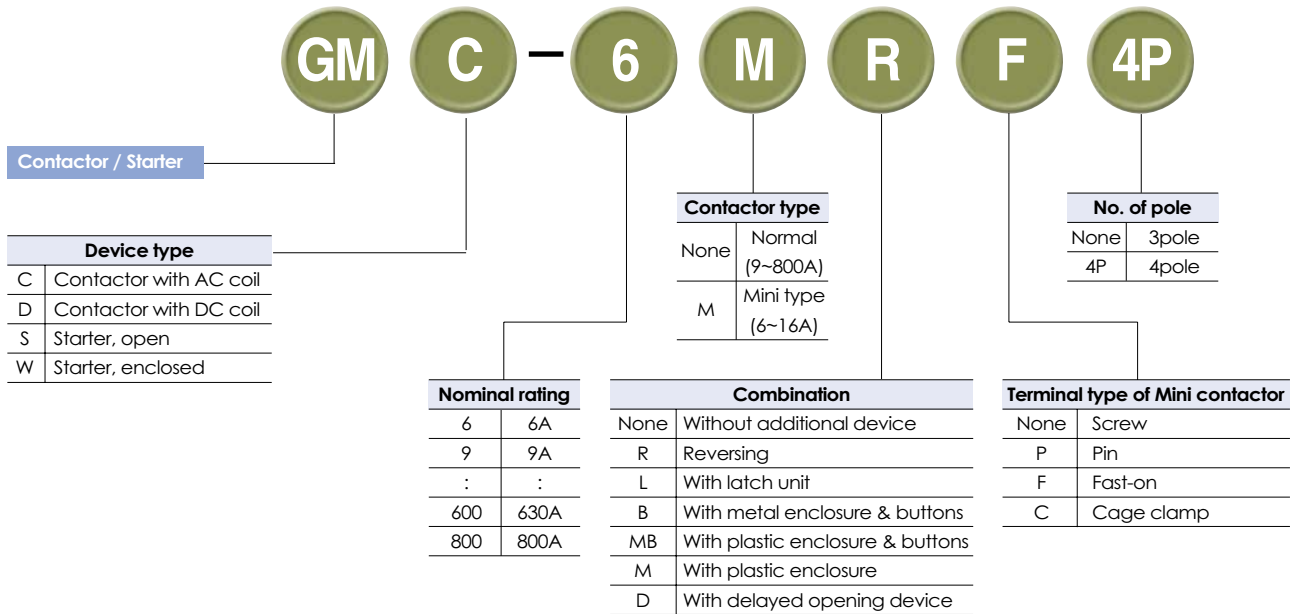 GM C - 6 M R F 4P
Contactor / Starter
Device type
C Contactor with AC coil
D Contactor with DC coil
S Starter, open
W Starter, enclosed
Nominal rating
6 6A
9 9A
: :
600 630A
800 800A
Contactor type
None Normal
(9~800A)
M Mini type
(6~16A)
Combination
None Without additional device
R Reversing
L With latch unit
B With metal enclosure & buttons
MB With plastic enclosure & buttons
M With plastic enclosure
D With delayed opening device
Terminal type of Mini contactor
None Screw
P Pin
F Fast-on
C Cage clamp
No. of pole
None 3pole
4P 4pole